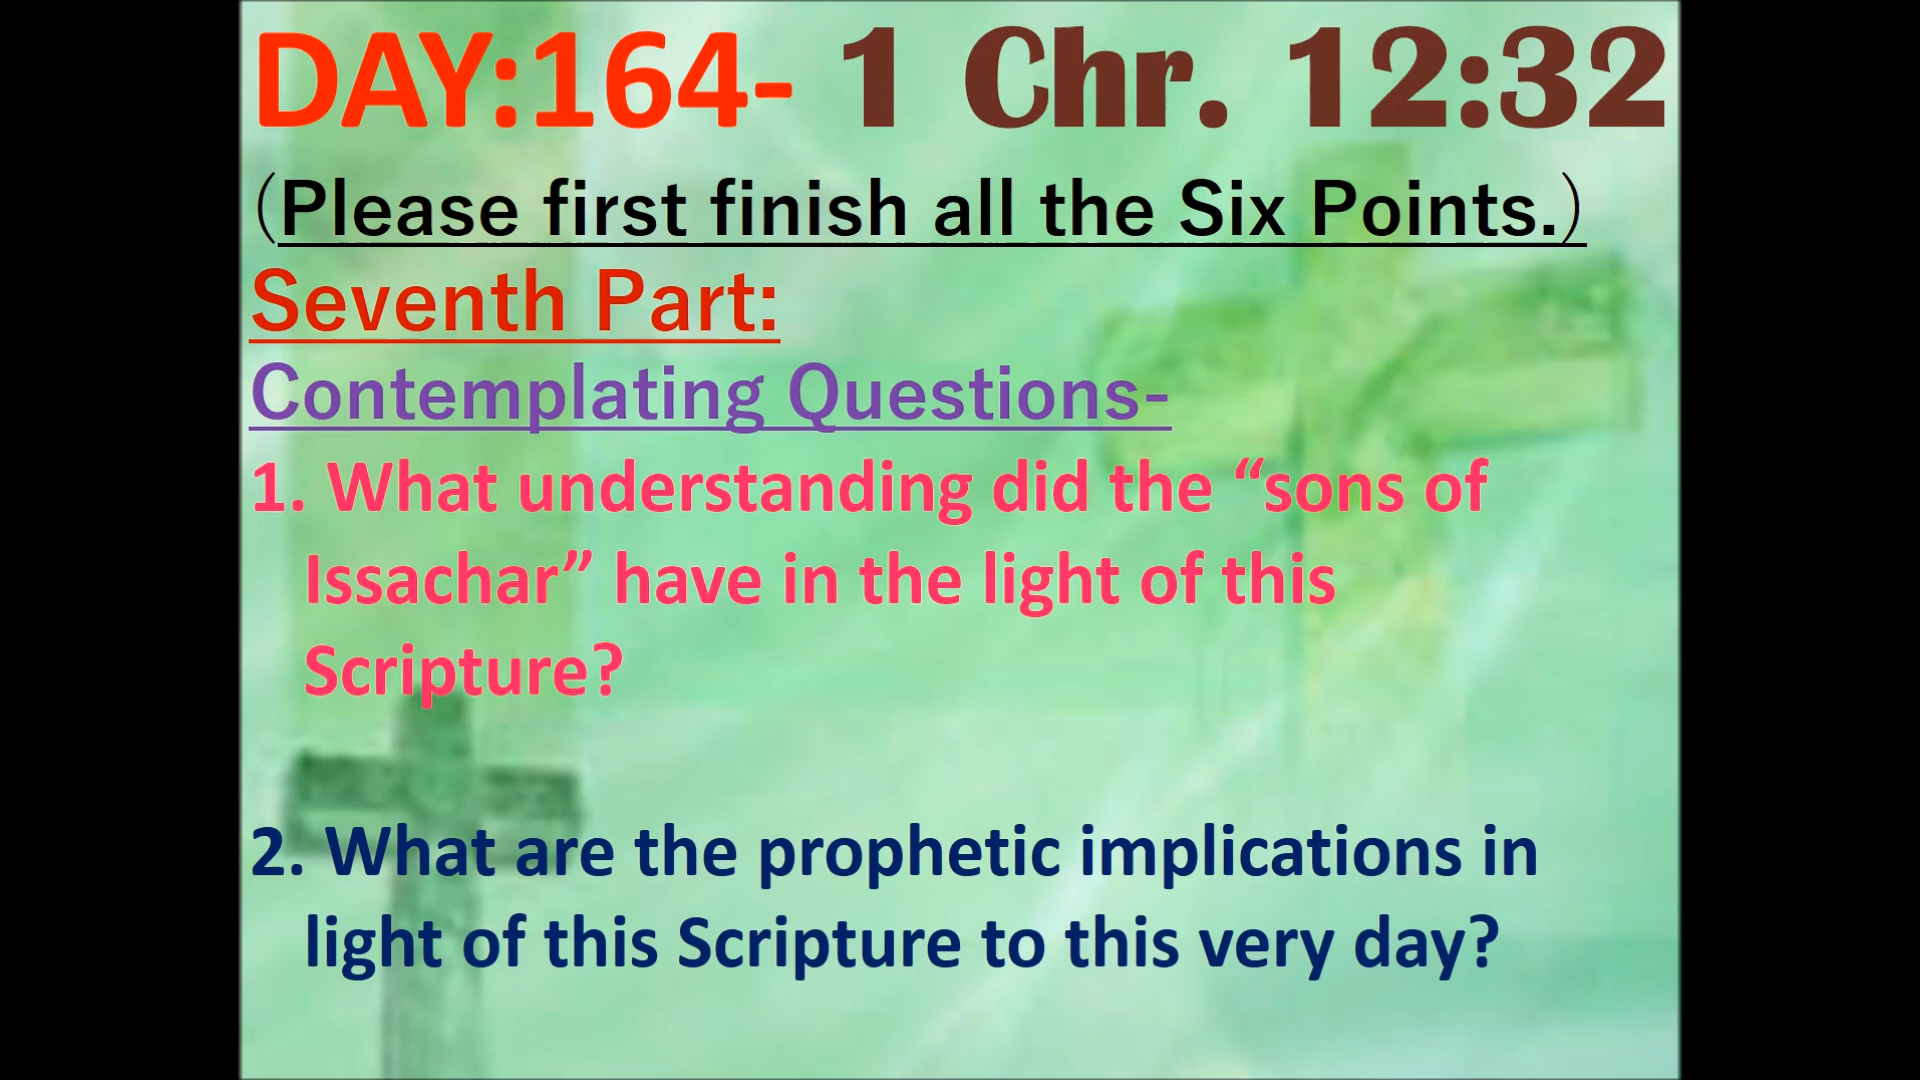 DAY:164- 1 Chr. 12:32
(Please first finish all the Six Points.)
Seventh Part:
Contemplating Questions-
1. What understanding did the “sons of
Issachar” have in the light of this
Scripture?
2. What are the prophetic implications in
light of this Scripture to this very day?